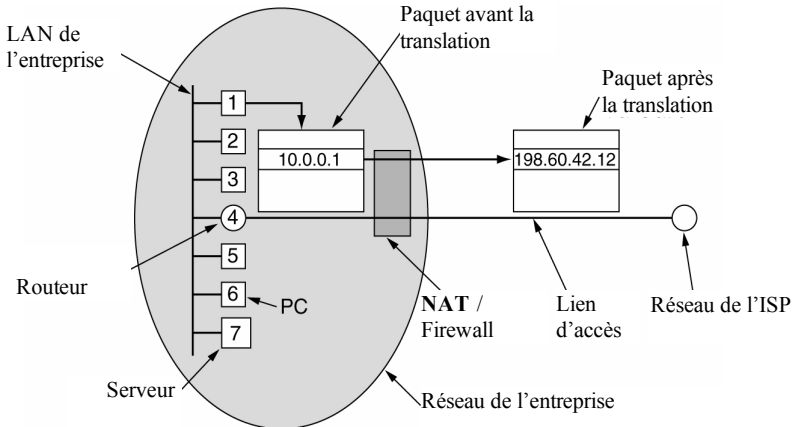 Paquet avant la
translation
LAN de
l'entreprise
Paquet après
la translation
1
2
3
4
5
6
7
10.0.0.1
198.60.42.12
PC
Routeur
Serveur
NAT /
Firewall
Lien
d'accès
Réseau de l'ISP
Réseau de l'entreprise